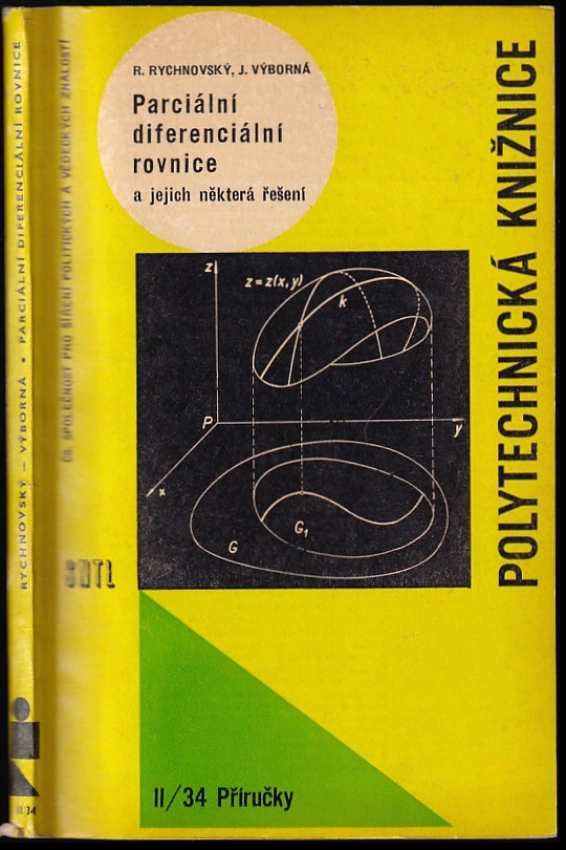 R. RYCHNOVSKÝ, J. VÝBORNÁ
Parciální
diferenciální
rovnice
a jejich některá řešení
z
z=z(x,y)
k
P
y
x
G
G₁
II/34 Příručky
POLYTECHNICKÁ KNIŽNICE
ČS. SPOLEČNOST PRO ŠÍŘENÍ POLITICKÝCH A VĚDECKÝCH ZNALOSTÍ
SNTL
RYCHNOVSKÝ – VÝBORNÁ • PARCIÁLNÍ DIFERENCIÁLNÍ ROVNICE
II 34